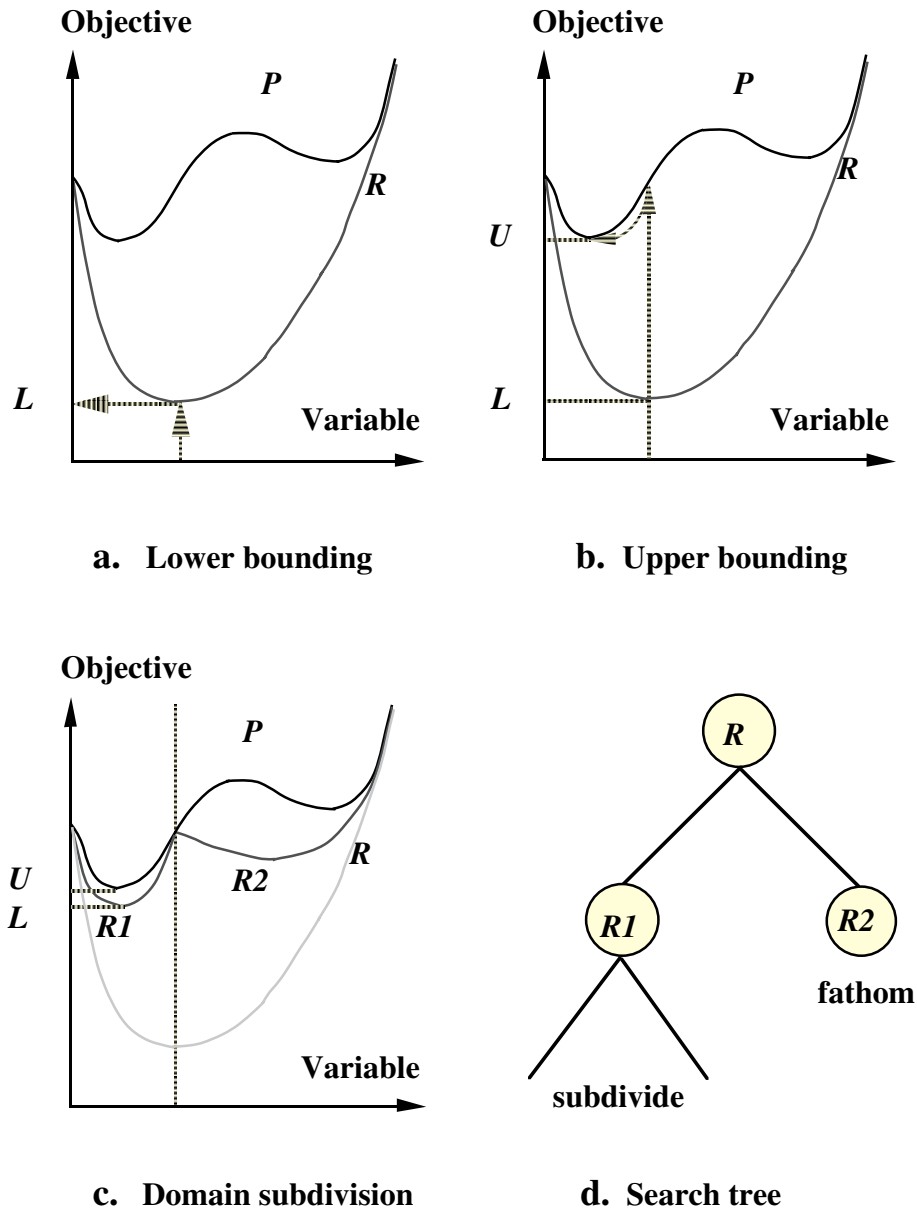 Objective
P
R
L
Variable
a. Lower bounding
Objective
P
R
U
L
Variable
b. Upper bounding
Objective
P
R
U
R2
L
R1
Variable
c. Domain subdivision
R
R1
R2
fathom
subdivide
d. Search tree